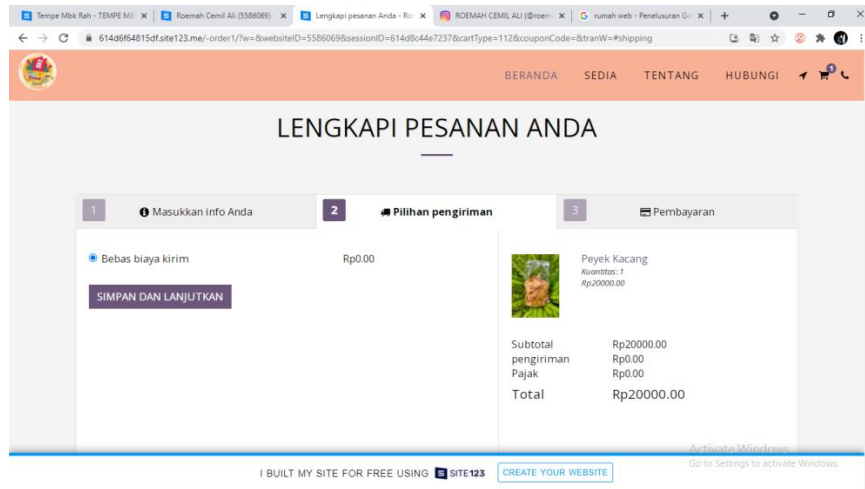 Tempe Mbk Rah - TEMPE ME
Roemah Cemil Ali (5586069)
Lengkapi pesanan Anda - Ro
ROEMAH CEMIL ALI (@roem
rumah web - Penelusuran Go
614d6f64815df.site123.me/-order1/?w=&websiteID=5586069&sessionID=614d8c44e7237&cartType=112&couponCode=&tranW=#shipping
BERANDA SEDIA TENTANG HUBUNGI 0
LENGKAPI PESANAN ANDA
1 Masukkan info Anda
2 Pilihan pengiriman
3 Pembayaran
Bebas biaya kirim Rp0.00
SIMPAN DAN LANJUTKAN
Peyek Kacang
Kuantitas: 1
Rp20000.00
Subtotal Rp20000.00
pengiriman Rp0.00
Pajak Rp0.00
Total Rp20000.00
Activate Windows
Go to Settings to activate Windows.
I BUILT MY SITE FOR FREE USING SITE123 CREATE YOUR WEBSITE